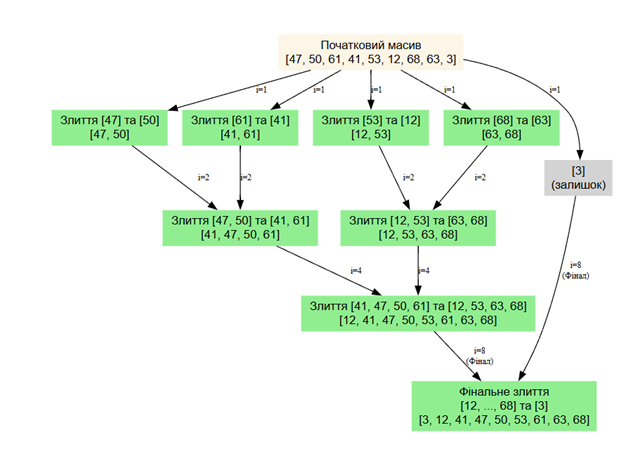 Початковий масив
[47, 50, 61, 41, 53, 12, 68, 63, 3]
i=1
i=1
i=1
i=1
i=1
Злиття [47] та [50]
[47, 50]
Злиття [61] та [41]
[41, 61]
Злиття [53] та [12]
[12, 53]
Злиття [68] та [63]
[63, 68]
[3]
(залишок)
i=2
i=2
i=2
i=2
Злиття [47, 50] та [41, 61]
[41, 47, 50, 61]
Злиття [12, 53] та [63, 68]
[12, 53, 63, 68]
i=4
i=4
i=8
(Фінал)
Злиття [41, 47, 50, 61] та [12, 53, 63, 68]
[12, 41, 47, 50, 53, 61, 63, 68]
i=8
(Фінал)
Фінальне злиття
[12, ..., 68] та [3]
[3, 12, 41, 47, 50, 53, 61, 63, 68]